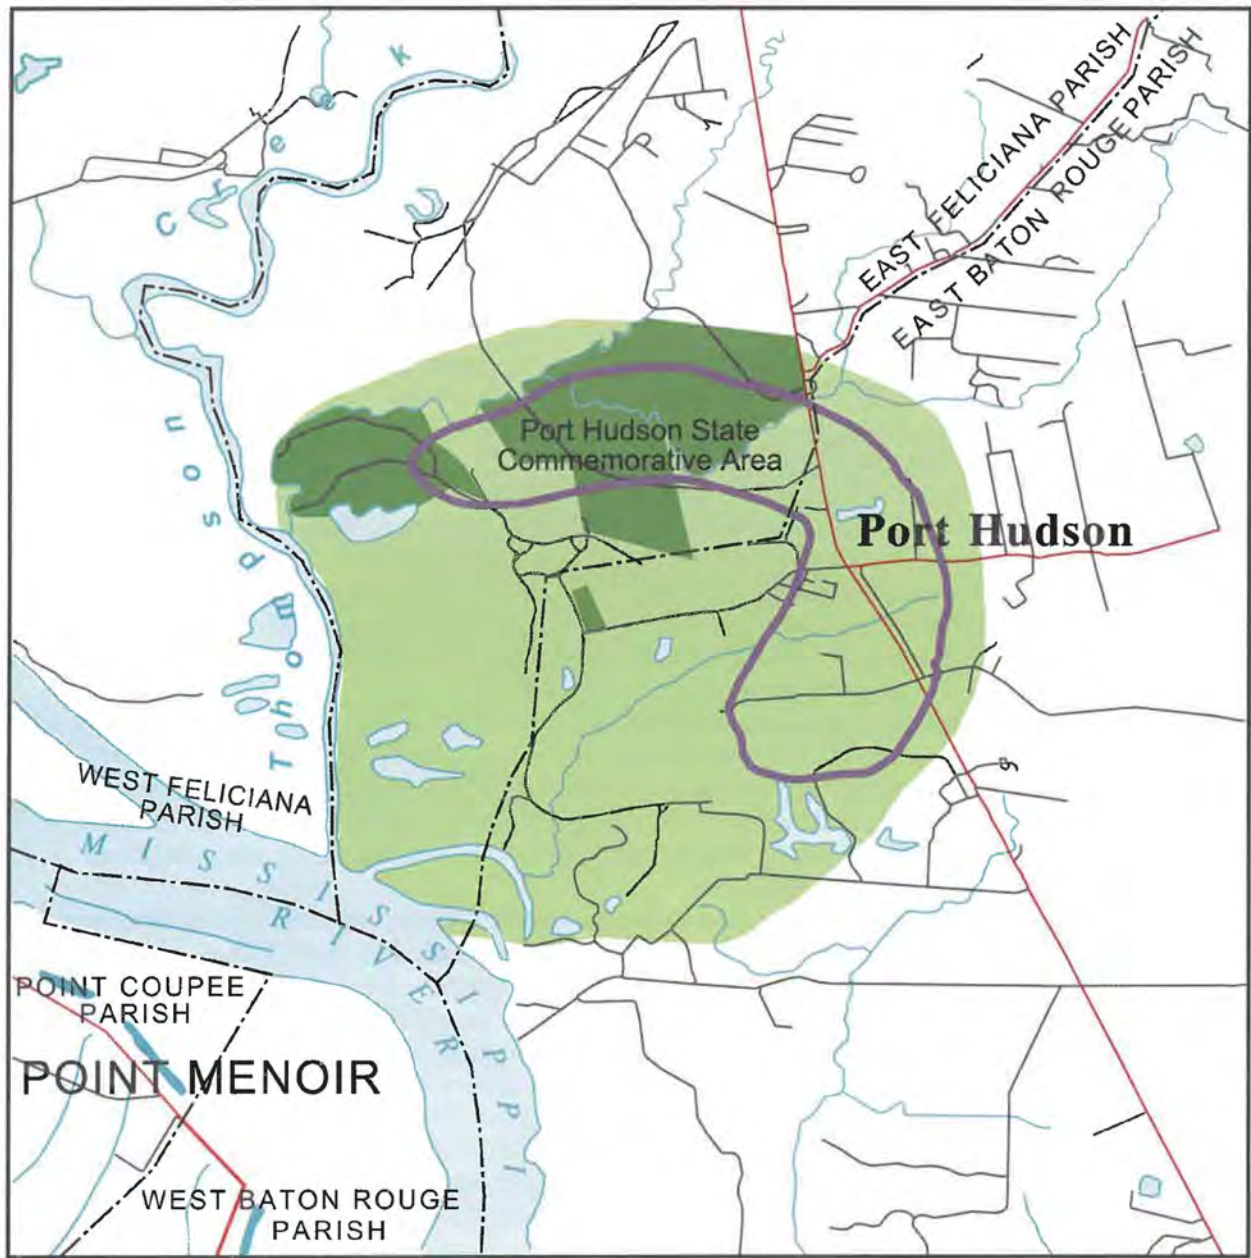 Thompson Creek
EAST FELICIANA PARISH
EAST BATON ROUGE PARISH
Port Hudson State
Commemorative Area
Port Hudson
WEST FELICIANA
PARISH
MISSISSIPPI
RIVER
POINT COUPEE
PARISH
POINT MENOIR
WEST BATON ROUGE
PARISH